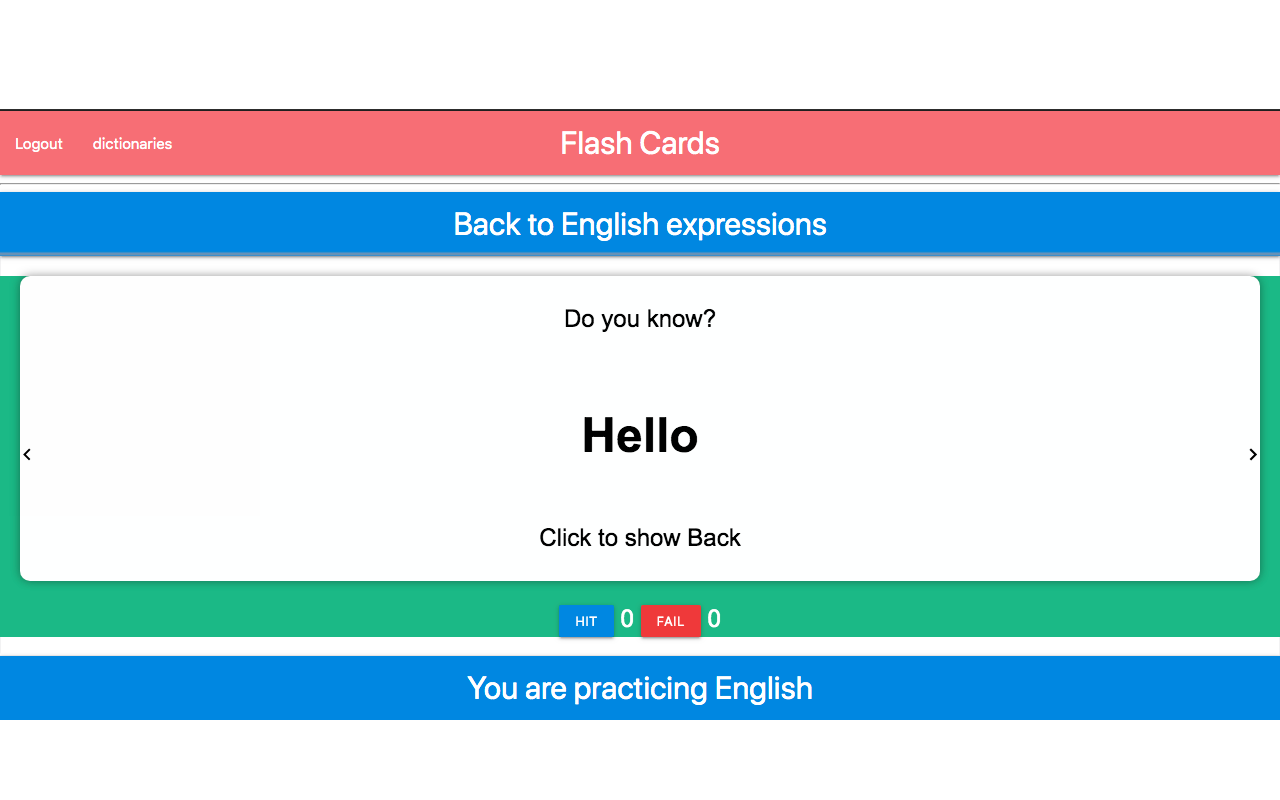 Logout dictionaries Flash Cards
Back to English expressions
Do you know?
Hello
Click to show Back
HIT 0 FAIL 0
You are practicing English